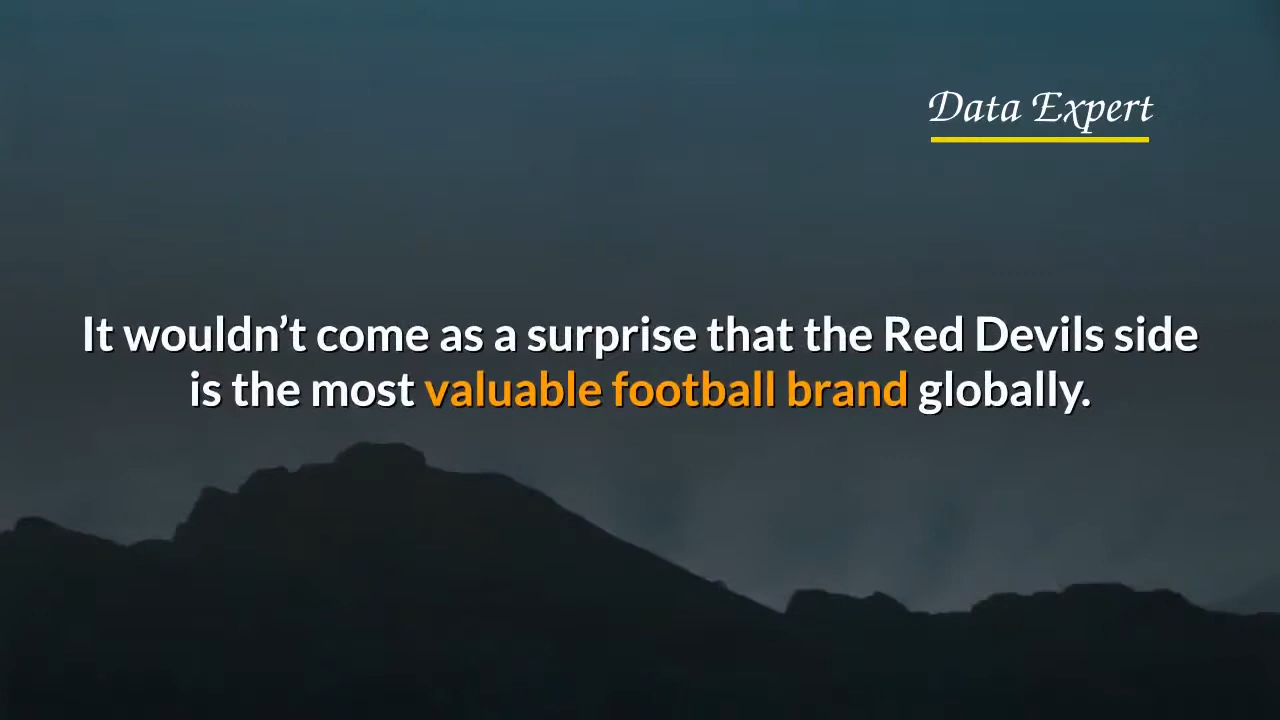 Data Expert
It wouldn’t come as a surprise that the Red Devils side
is the most valuable football brand globally.